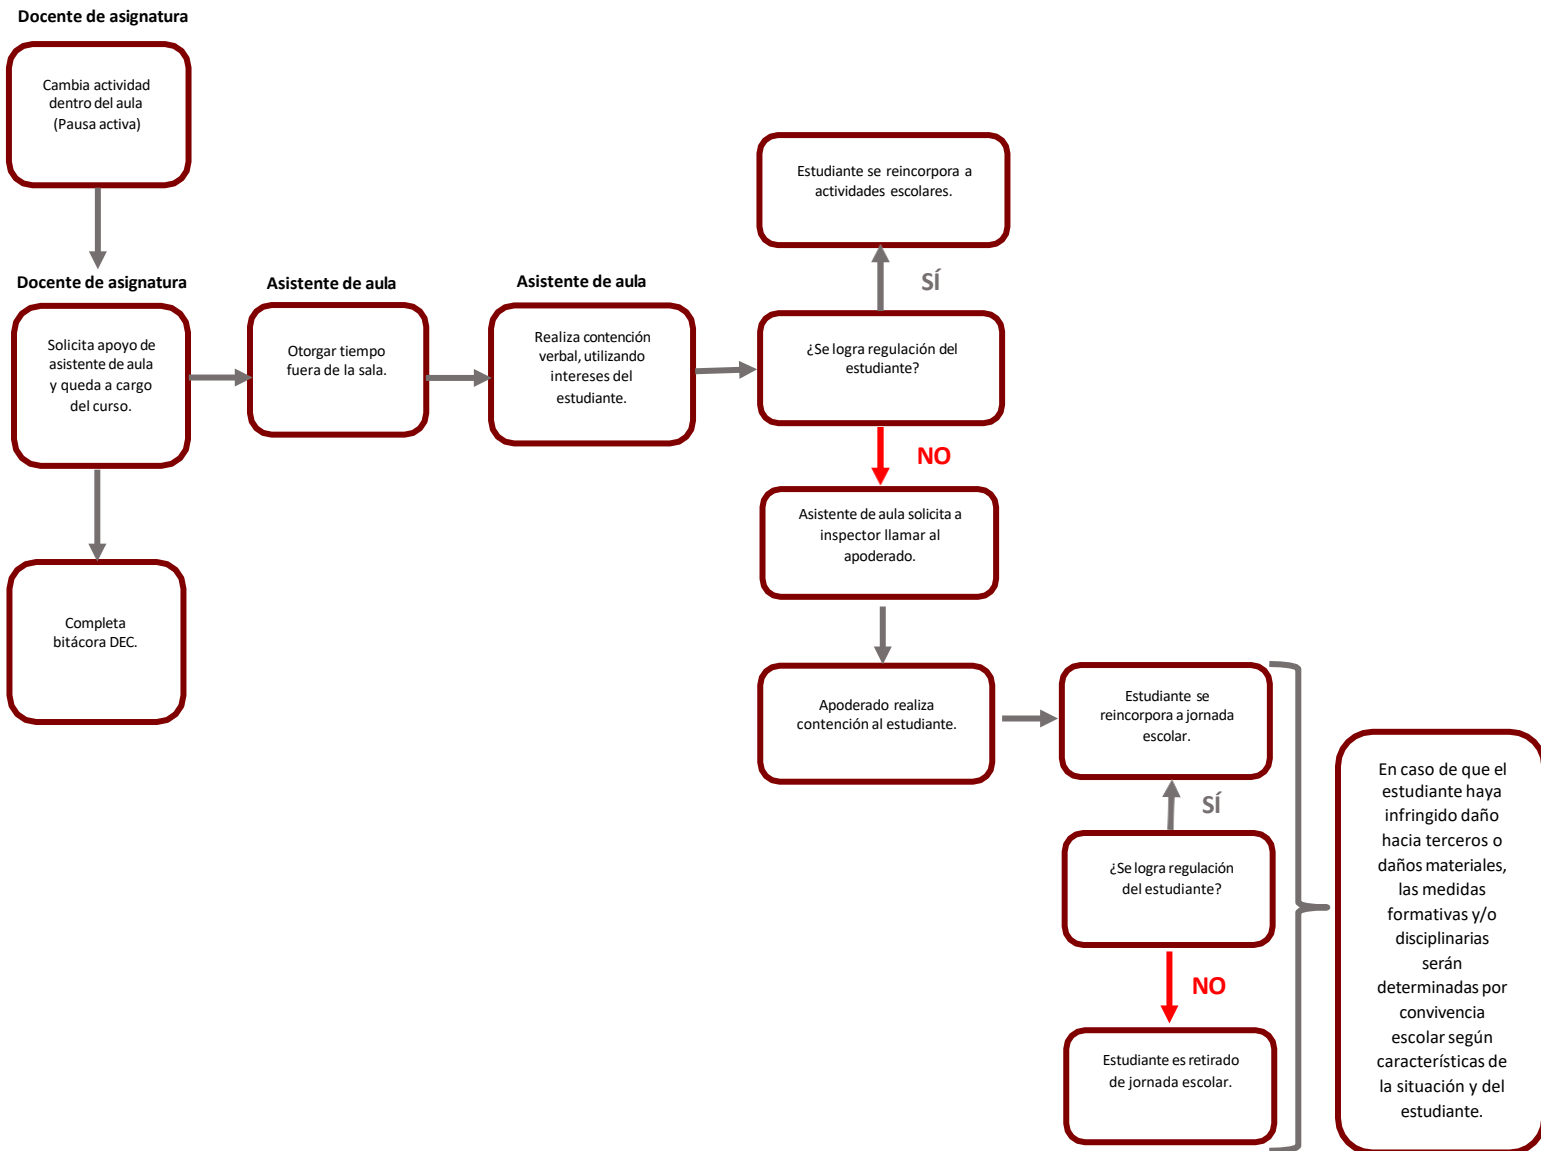 Docente de asignatura
Cambia actividad
dentro del aula
(Pausa activa)
Docente de asignatura
Solicita apoyo de
asistente de aula
y queda a cargo
del curso.
Completa
bitácora DEC.
Asistente de aula
Otorgar tiempo
fuera de la sala.
Asistente de aula
Realiza contención
verbal, utilizando
intereses del
estudiante.
Estudiante se reincorpora a
actividades escolares.
SÍ
¿Se logra regulación del
estudiante?
NO
Asistente de aula solicita a
inspector llamar al
apoderado.
Apoderado realiza
contención al estudiante.
Estudiante se
reincorpora a jornada
escolar.
SÍ
¿Se logra regulación
del estudiante?
NO
Estudiante es retirado
de jornada escolar.
En caso de que el
estudiante haya
infringido daño
hacia terceros o
daños materiales,
las medidas
formativas y/o
disciplinarias
serán
determinadas por
convivencia
escolar según
características de
la situación y del
estudiante.